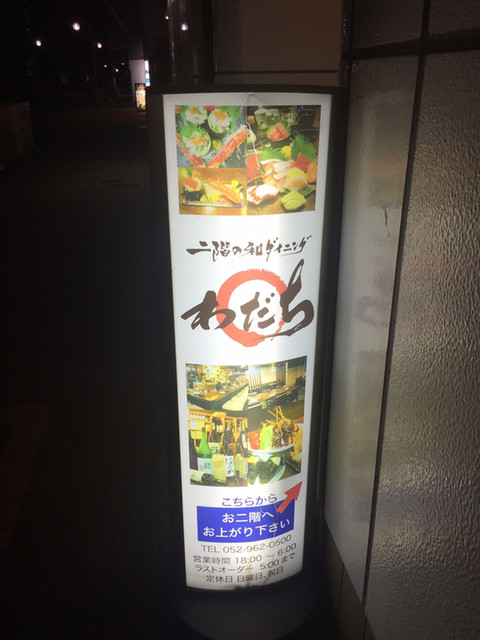 二階の和ダイニング
わだち
こちらから
お二階へ
お上がり下さい
TEL 052-962-0500
営業時間 18:00～6:00
ラストオーダー 5:00まで
定休日 日曜日、祝日